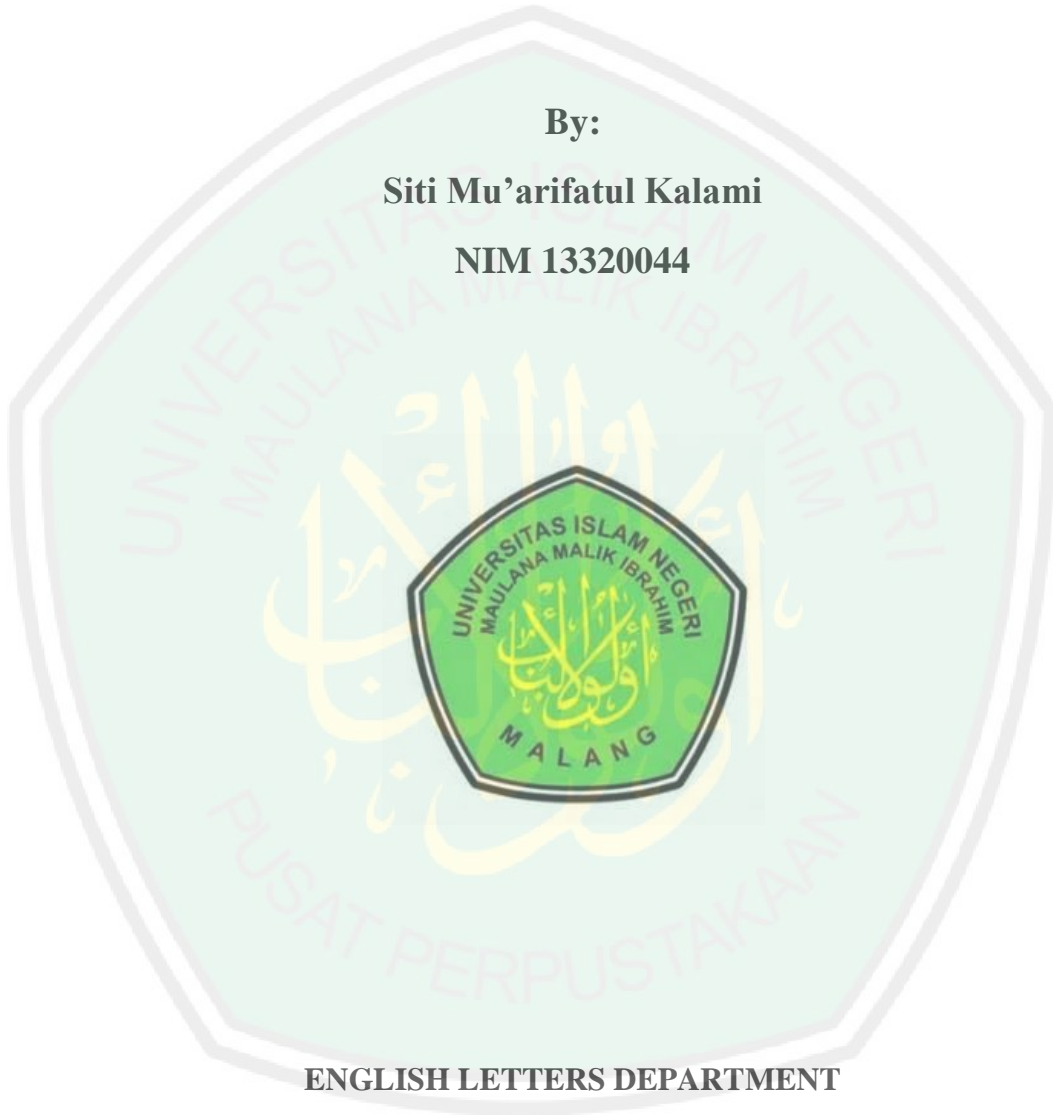 By:
Siti Mu’arifatul Kalami
NIM 13320044
UNIVERSITAS ISLAM NEGERI
MAULANA MALIK IBRAHIM
PUSAT PERPUSTAKAAN
UNIVERSITAS ISLAM NEGERI
MAULANA MALIK IBRAHIM
MALANG
ENGLISH LETTERS DEPARTMENT